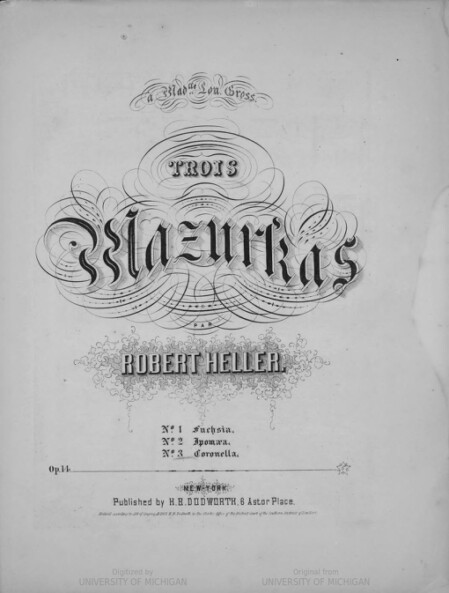 a Madlle Lou. Gross.
TROIS
Mazurkas
PAR
ROBERT HELLER.
No. 1 Fuchsia.
No. 2 Ipomæa.
No. 3 Coronella.
Op. 14.
NEW-YORK.
Published by H. B. DODWORTH, 6 Astor Place.
Digitized by
UNIVERSITY OF MICHIGAN
Original from
UNIVERSITY OF MICHIGAN